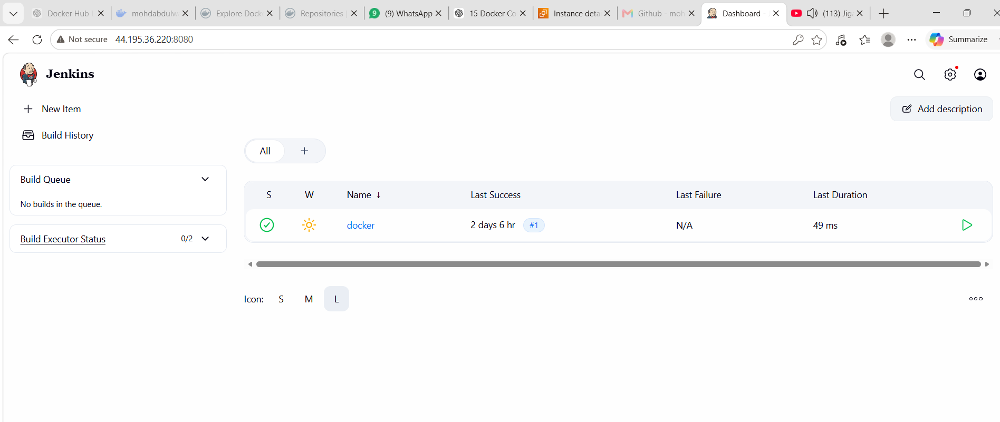 Docker Hub L
mohdabdulwa
Explore Docke
Repositories |
(9) WhatsApp
15 Docker Co
Instance deta
Github - moh
Dashboard - J
(113) Jiga
Not secure 44.195.36.220:8080
Summarize
Jenkins
New Item
Add description
Build History
All
Build Queue
No builds in the queue.
Build Executor Status 0/2
S W Name ↓ Last Success Last Failure Last Duration
docker 2 days 6 hr #1 N/A 49 ms
Icon: S M L